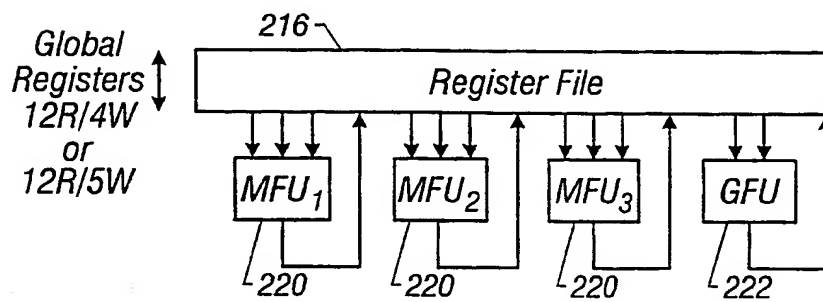 216
Global
Registers
12R/4W
or
12R/5W
Register File
MFU1
MFU2
MFU3
GFU
220
220
220
222